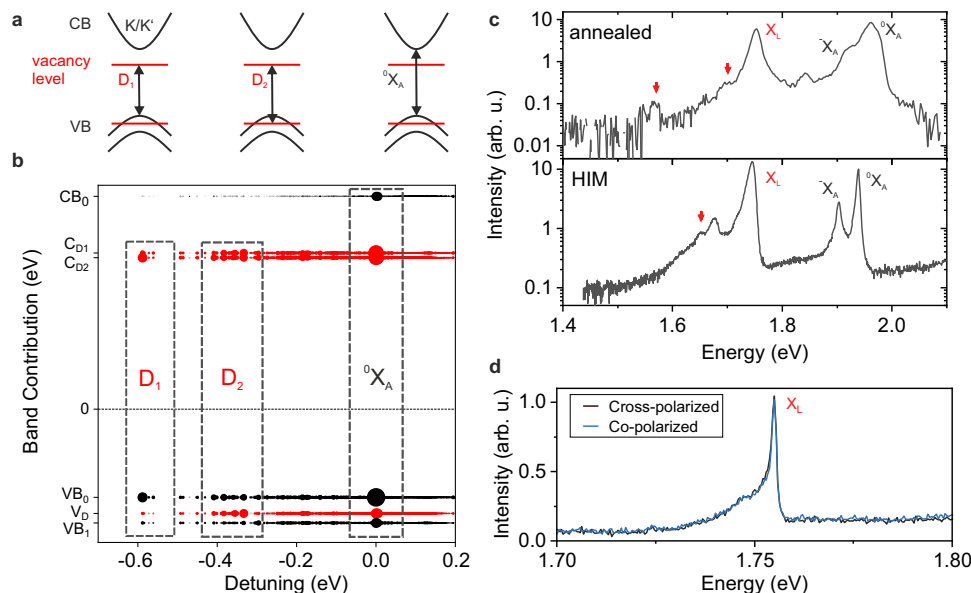 a
CB
K/K'
vacancy
level
D1
D2
⁰XA
VB
b
Band Contribution (eV)
CB0
CD1
CD2
0
VB0
VD
VB1
D1
D2
⁰XA
-0.6
-0.4
-0.2
0.0
0.2
Detuning (eV)
c
Intensity (arb. u.)
10
1
0.1
0.01
annealed
XL
⁻XA
⁰XA
10
1
0.1
HIM
XL
⁻XA
⁰XA
1.4
1.6
1.8
2.0
Energy (eV)
d
Intensity (arb. u.)
1.0
0.5
0.0
Cross-polarized
Co-polarized
XL
1.70
1.75
1.80
Energy (eV)